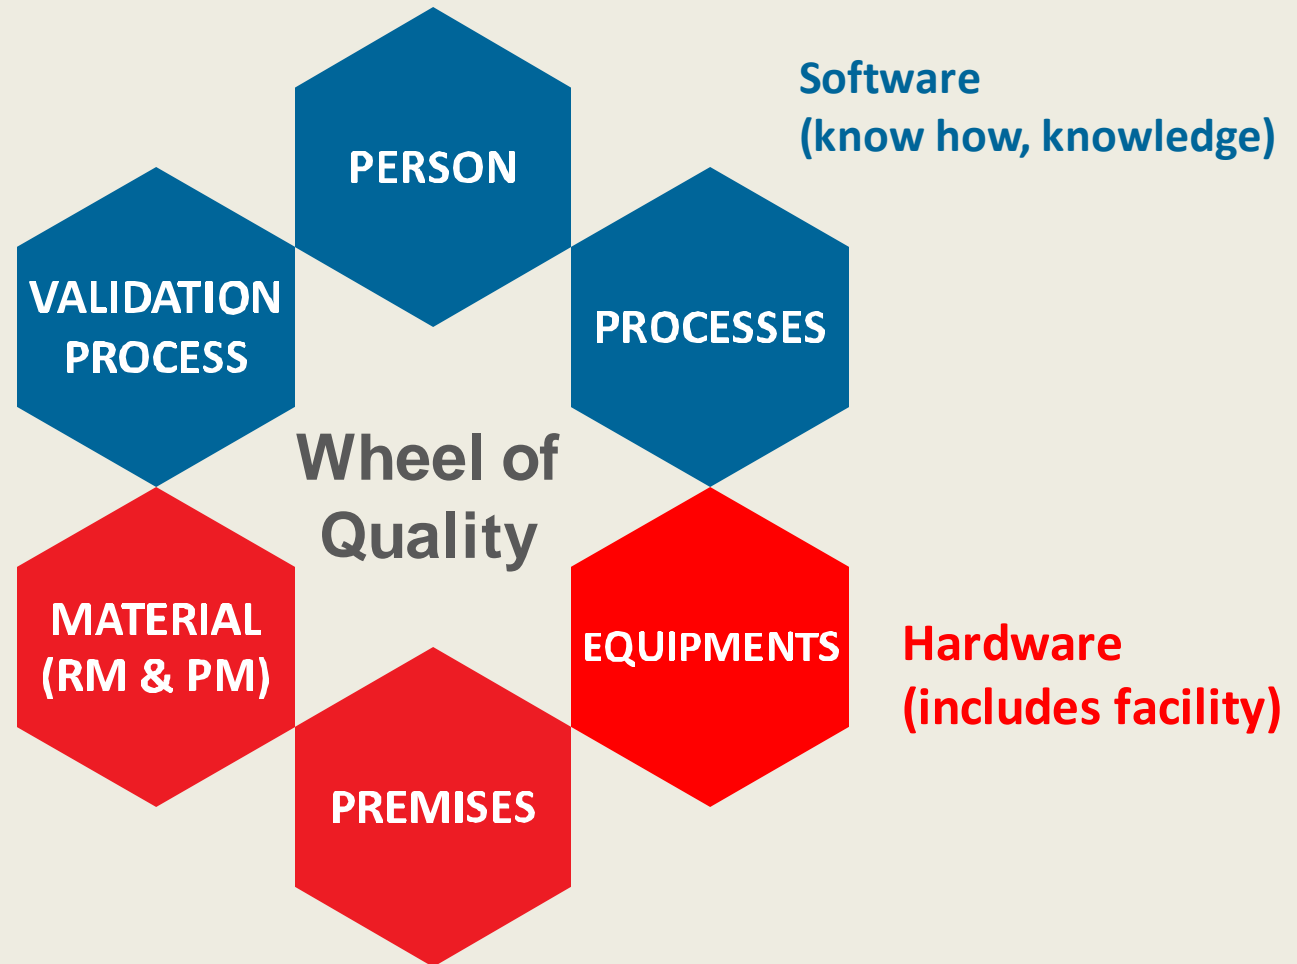 PERSON
Software
(know how, knowledge)
VALIDATION
PROCESS
PROCESSES
Wheel of
Quality
MATERIAL
(RM & PM)
EQUIPMENTS
Hardware
(includes facility)
PREMISES